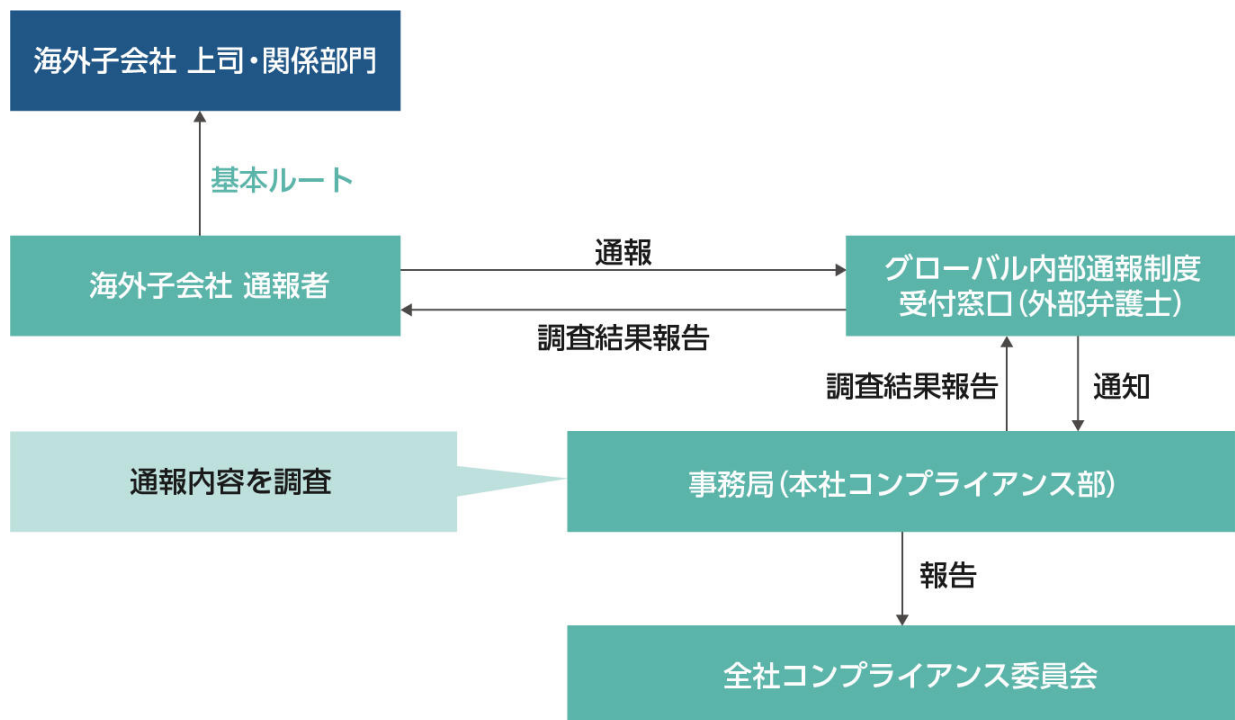 海外子会社 上司・関係部門
基本ルート
海外子会社 通報者
通報
調査結果報告
グローバル内部通報制度
受付窓口（外部弁護士）
調査結果報告
通知
通報内容を調査
事務局（本社コンプライアンス部）
報告
全社コンプライアンス委員会